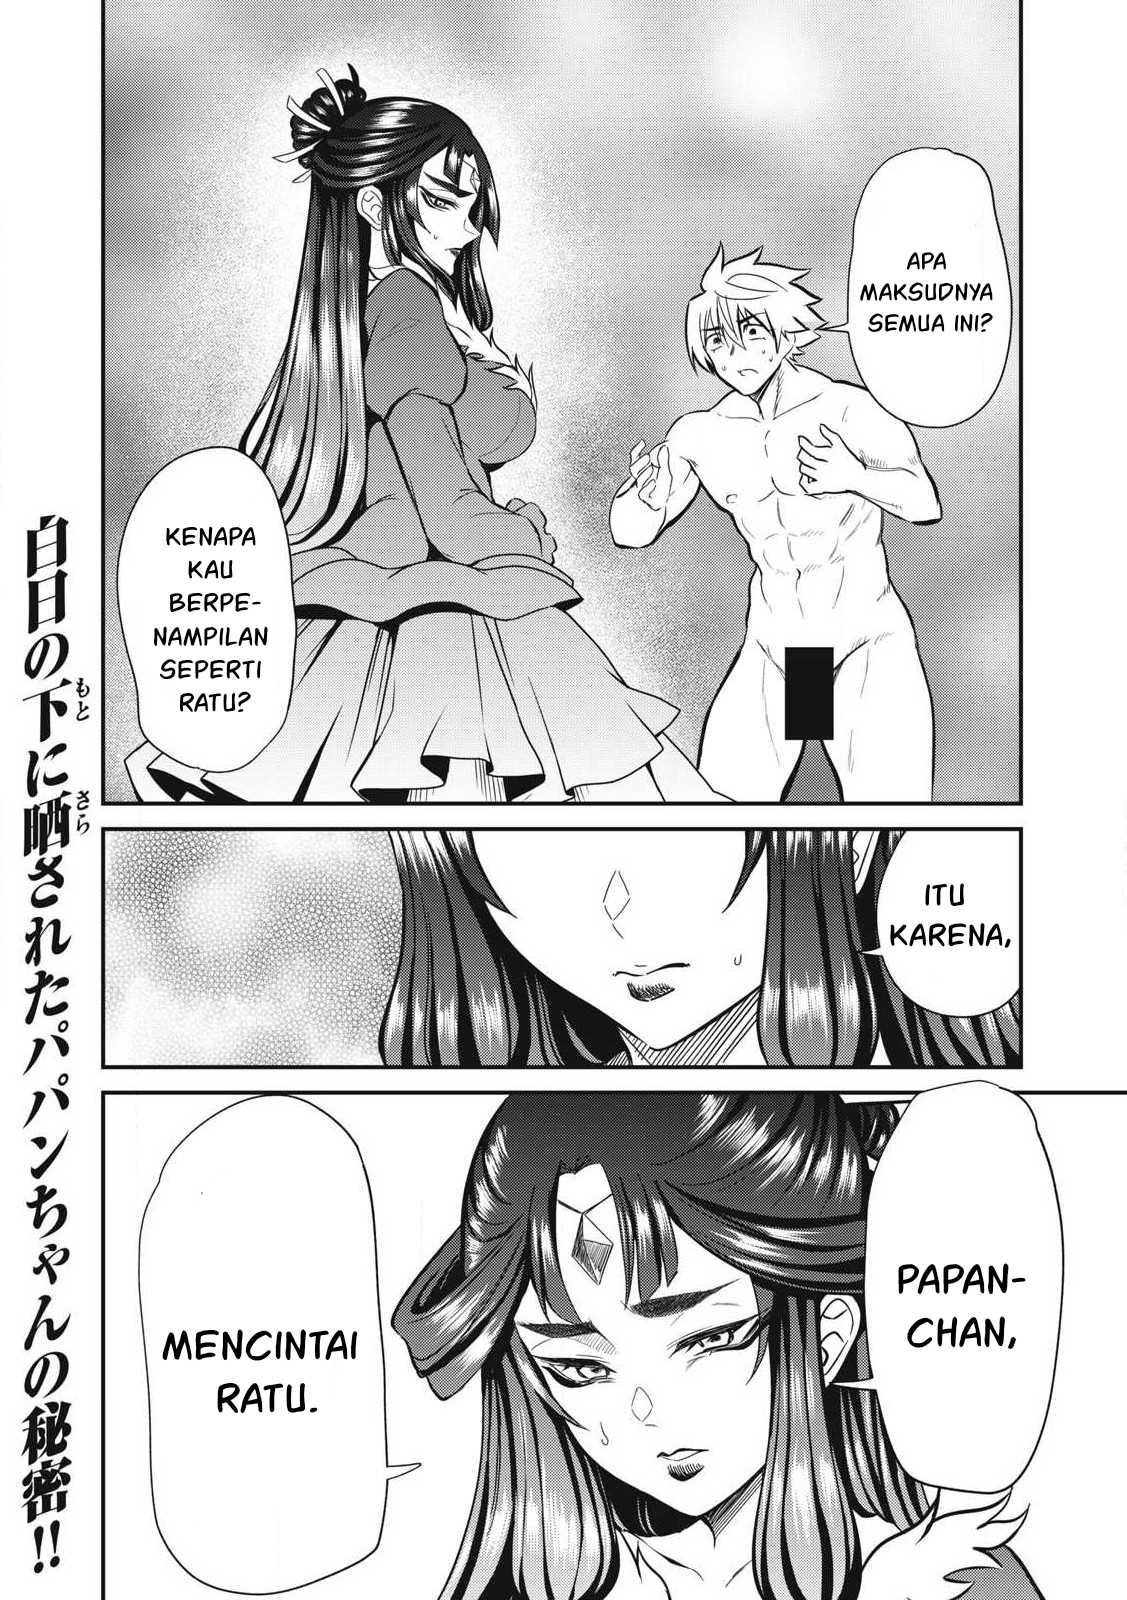 APA
MAKSUDNYA
SEMUA INI?
KENAPA
KAU
BERPE-
NAMPILAN
SEPERTI
RATU?
ITU
KARENA,
PAPAN-
CHAN,
MENCINTAI
RATU.
白日の下に晒されたパパンちゃんの秘密!!
もと
さら